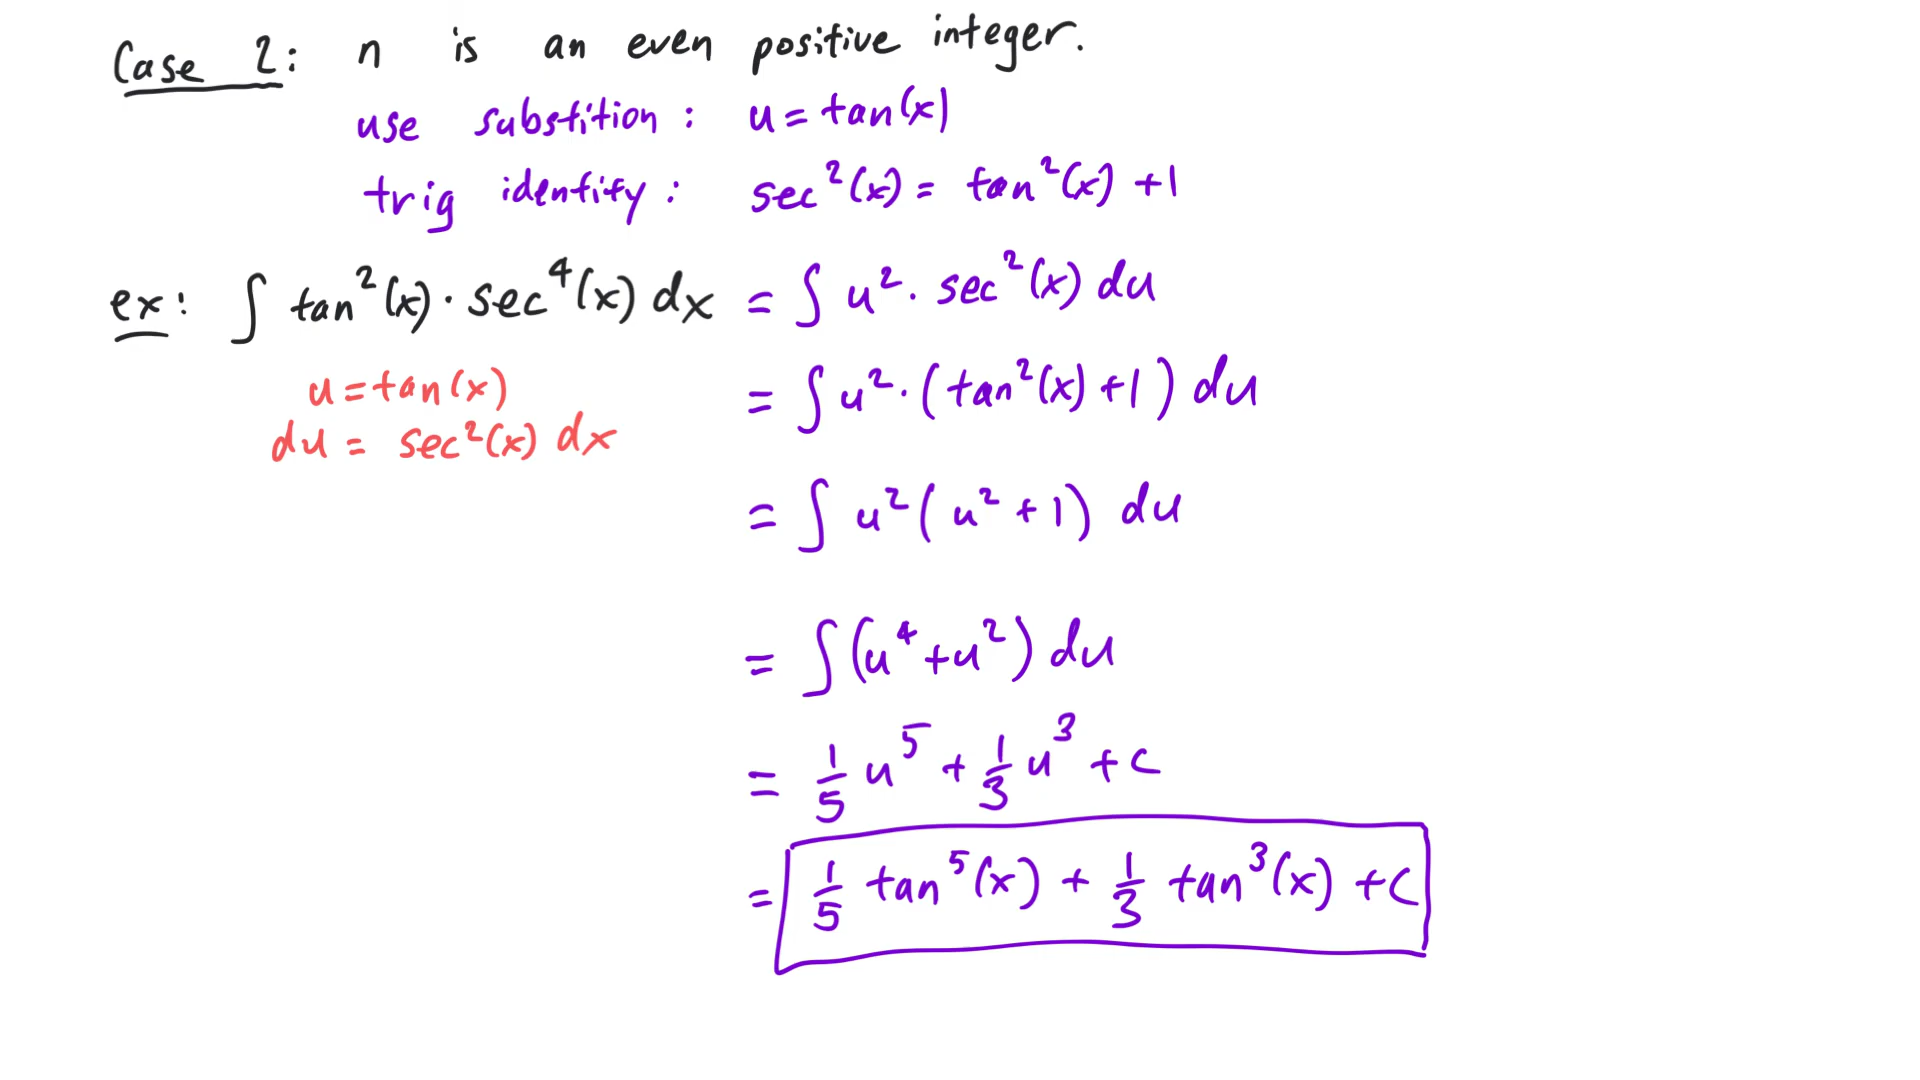 Case 2: n is an even positive integer.
use substition: u = tan(x)
trig identity: sec²(x) = tan²(x) + 1
ex: ∫ tan²(x) · sec⁴(x) dx = ∫ u² · sec²(x) du
u = tan(x)
du = sec²(x) dx
= ∫ u² · (tan²(x) + 1) du
= ∫ u² (u² + 1) du
= ∫ (u⁴ + u²) du
= 1/5 u⁵ + 1/3 u³ + C
= 1/5 tan⁵(x) + 1/3 tan³(x) + C